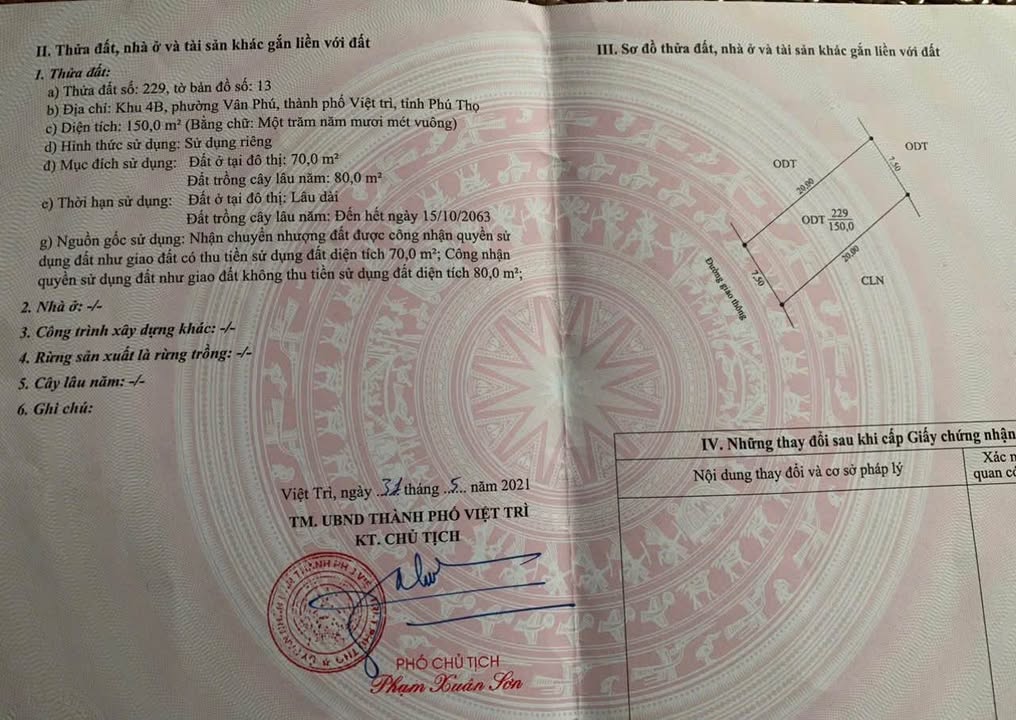 II. Thửa đất, nhà ở và tài sản khác gắn liền với đất
1. Thửa đất:
a) Thửa đất số: 229, tờ bản đồ số: 13
b) Địa chỉ: Khu 4B, phường Vân Phú, thành phố Việt trì, tỉnh Phú Thọ
c) Diện tích: 150,0 m² (Bằng chữ: Một trăm năm mươi mét vuông)
d) Hình thức sử dụng: Sử dụng riêng
đ) Mục đích sử dụng: Đất ở tại đô thị: 70,0 m²
Đất trồng cây lâu năm: 80,0 m²
e) Thời hạn sử dụng: Đất ở tại đô thị: Lâu dài
Đất trồng cây lâu năm: Đến hết ngày 15/10/2063
g) Nguồn gốc sử dụng: Nhận chuyển nhượng đất được công nhận quyền sử
dụng đất như giao đất có thu tiền sử dụng đất diện tích 70,0 m²; Công nhận
quyền sử dụng đất như giao đất không thu tiền sử dụng đất diện tích 80,0 m²;
2. Nhà ở: -/-
3. Công trình xây dựng khác: -/-
4. Rừng sản xuất là rừng trồng: -/-
5. Cây lâu năm: -/-
6. Ghi chú:
Việt Trì, ngày 31 tháng 5 năm 2021
TM. UBND THÀNH PHỐ VIỆT TRÌ
KT. CHỦ TỊCH
PHÓ CHỦ TỊCH
Phạm Xuân Sơn
III. Sơ đồ thửa đất, nhà ở và tài sản khác gắn liền với đất
ODT
ODT
7,50
20,00
ODT 229
150,0
20,00
7,50
CLN
Đường giao thông
IV. Những thay đổi sau khi cấp Giấy chứng nhận
Nội dung thay đổi và cơ sở pháp lý
Xác n
quan có